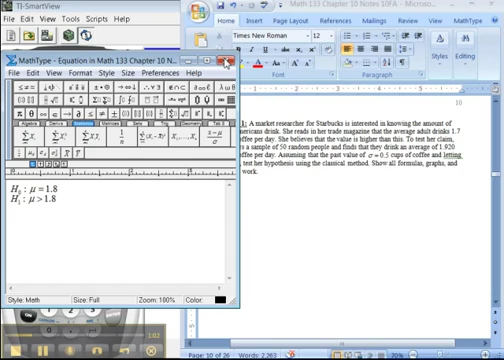 TI-SmartView
File Edit Tools Scripts Help
Math 133 Chapter 10 Notes 10FA - Microso
Home Insert Page Layout References Mailings Review View MathType
Times New Roman
Styles Editing
MathType - Equation in Math 133 Chapter 10 N...
File Edit View Format Style Size Preferences Help
H₀ : μ = 1.8
H₁ : μ > 1.8
10
1: A market researcher for Starbucks is interested in knowing the amount of
mericans drink. She reads in her trade magazine that the average adult drinks 1.7
coffee per day. She believes that the value is higher than this. To test her claim,
rs a sample of 50 readers and finds that they drink an average of 1.920
offee per day. Assuming that the past value of σ = 0.5 cups of coffee and letting
, test her hypothesis using the classical method. Show all formulas, graphs, and
work.
Style: Math Size: Full Zoom: 180% Color:
1:02
Page: 10 of 26 Words: 2,263